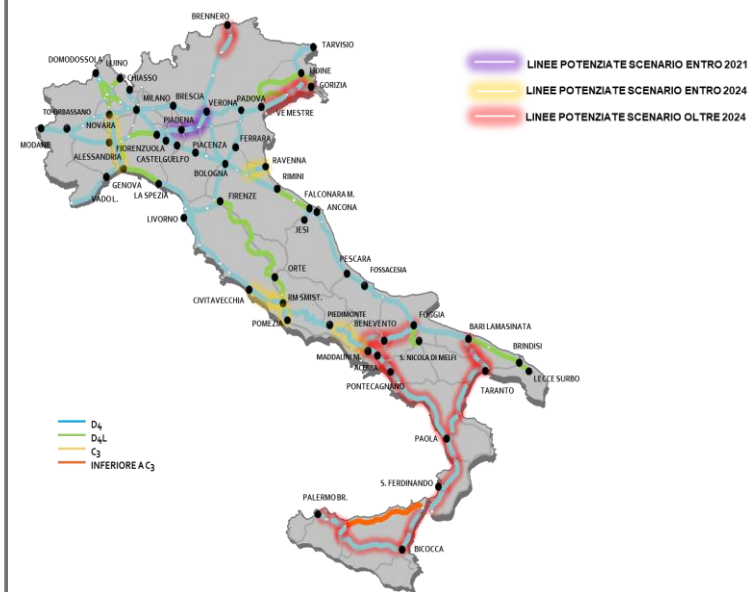 BRENNERO
TARVISIO
DOMODOSSOLA
LUINO
CHIASSO
UDINE
GORIZIA
MILANO
BRESCIA
VERONA
PADOVA
VE MESTRE
TO ORBASSANO
NOVARA
PIADENA
FERRARA
MODANE
ALESSANDRIA
FIORENZUOLA
CASTELGUELFO
PIACENZA
RAVENNA
BOLOGNA
RIMINI
GENOVA
VADO L.
LA SPEZIA
FIRENZE
FALCONARA M.
ANCONA
LIVORNO
JESI
PESCARA
FOSSACESIA
ORTE
CIVITAVECCHIA
RM SMIST.
POMEZIA
PIEDIMONTE
BENEVENTO
FOGGIA
BARI LAMASINATA
MADDALINI M.
ACERRA
S. NICOLA DI MELFI
BRINDISI
PONTECAGNANO
TARANTO
LECCE SURBO
PAOLA
S. FERDINANDO
PALERMO BR.
BICOCCA
LINEE POTENZIATE SCENARIO ENTRO 2021
LINEE POTENZIATE SCENARIO ENTRO 2024
LINEE POTENZIATE SCENARIO OLTRE 2024
D4
D4L
C3
INFERIORE A C3